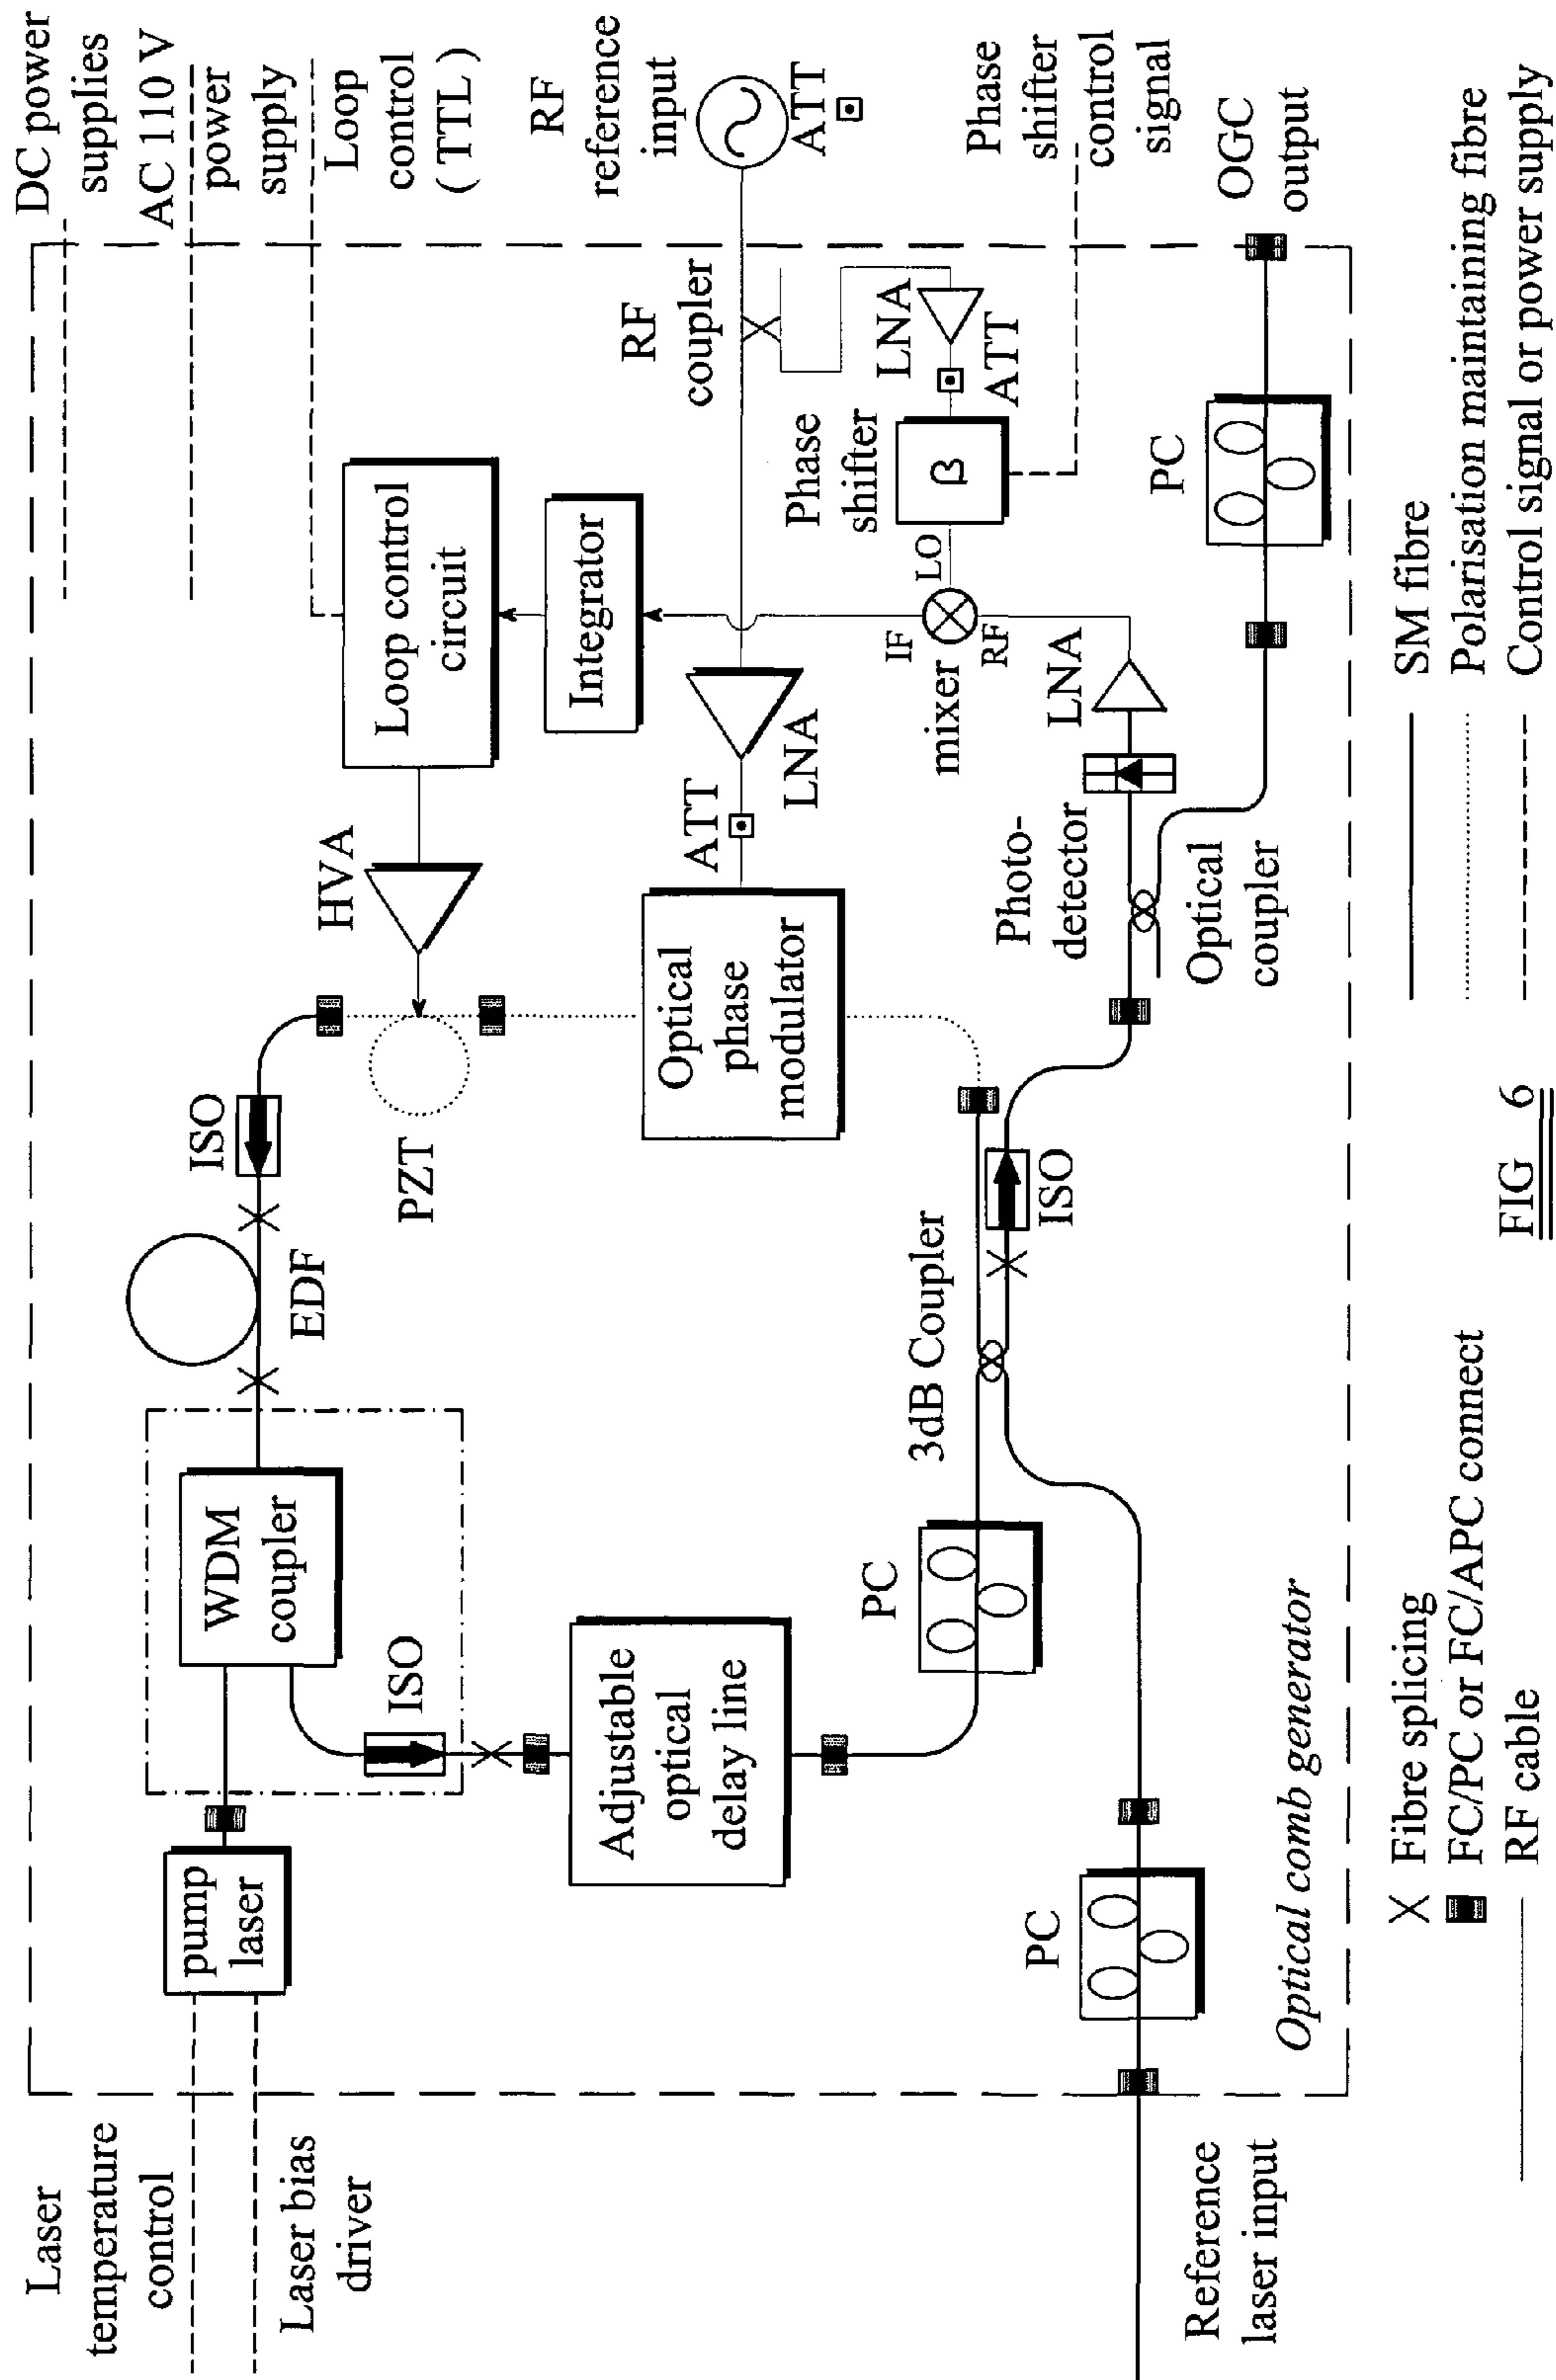 Laser
temperature
control
Laser bias
driver
Reference
laser input
pump
laser
WDM
coupler
ISO
EDF
ISO
PZT
HVA
Loop control
circuit
Integrator
DC power
supplies
AC 110 V
power
supply
Loop
control
( TTL )
RF
reference
input
ATT
RF
coupler
LNA
ATT
Optical
phase
modulator
Adjustable
optical
delay line
PC
3dB Coupler
ISO
Photo-
detector
Optical
coupler
LNA
mixer
IF
RF
LO
Phase
shifter
β
LNA
ATT
Phase
shifter
control
signal
PC
OGC
output
PC
Optical comb generator
Fibre splicing
FC/PC or FC/APC connect
RF cable
SM fibre
Polarisation maintaining fibre
Control signal or power supply
FIG 6